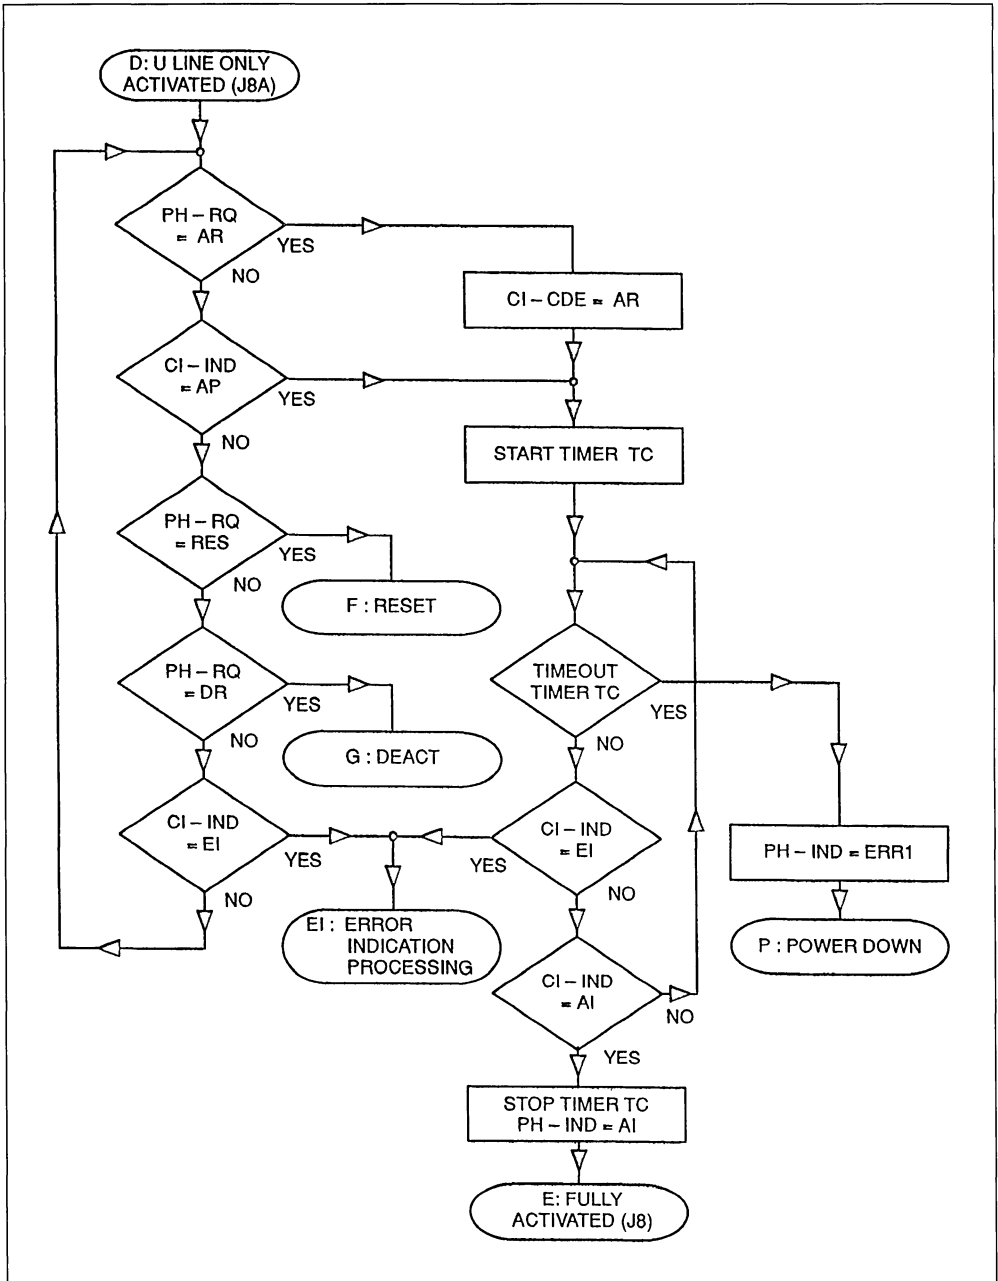 D: U LINE ONLY
ACTIVATED (J8A)
PH – RQ
= AR
YES
NO
CI – CDE = AR
CI – IND
= AP
YES
NO
START TIMER TC
PH – RQ
= RES
YES
NO
F : RESET
PH – RQ
= DR
YES
NO
G : DEACT
TIMEOUT
TIMER TC
YES
NO
CI – IND
= EI
YES
NO
CI – IND
= EI
YES
NO
PH – IND = ERR1
EI : ERROR
INDICATION
PROCESSING
P : POWER DOWN
CI – IND
= AI
NO
YES
STOP TIMER TC
PH – IND = AI
E: FULLY
ACTIVATED (J8)